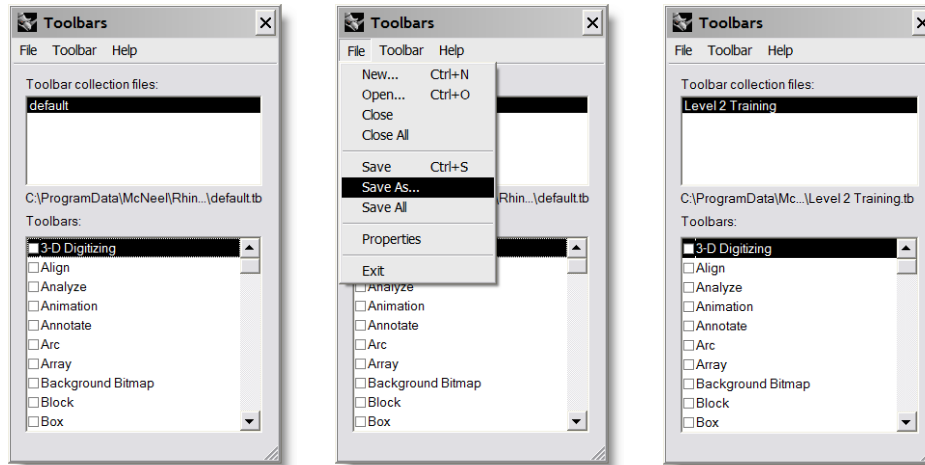 Toolbars
File Toolbar Help
Toolbar collection files:
default
C:\ProgramData\McNeel\Rhin...\default.tb
Toolbars:
3-D Digitizing
Align
Analyze
Animation
Annotate
Arc
Array
Background Bitmap
Block
Box
Toolbars
File Toolbar Help
New... Ctrl+N
Open... Ctrl+O
Close
Close All
Save Ctrl+S
Save As...
Save All
\Rhin...\default.tb
Properties
Exit
Analyze
Animation
Annotate
Arc
Array
Background Bitmap
Block
Box
Toolbars
File Toolbar Help
Toolbar collection files:
Level 2 Training
C:\ProgramData\Mc...\Level 2 Training.tb
Toolbars:
3-D Digitizing
Align
Analyze
Animation
Annotate
Arc
Array
Background Bitmap
Block
Box